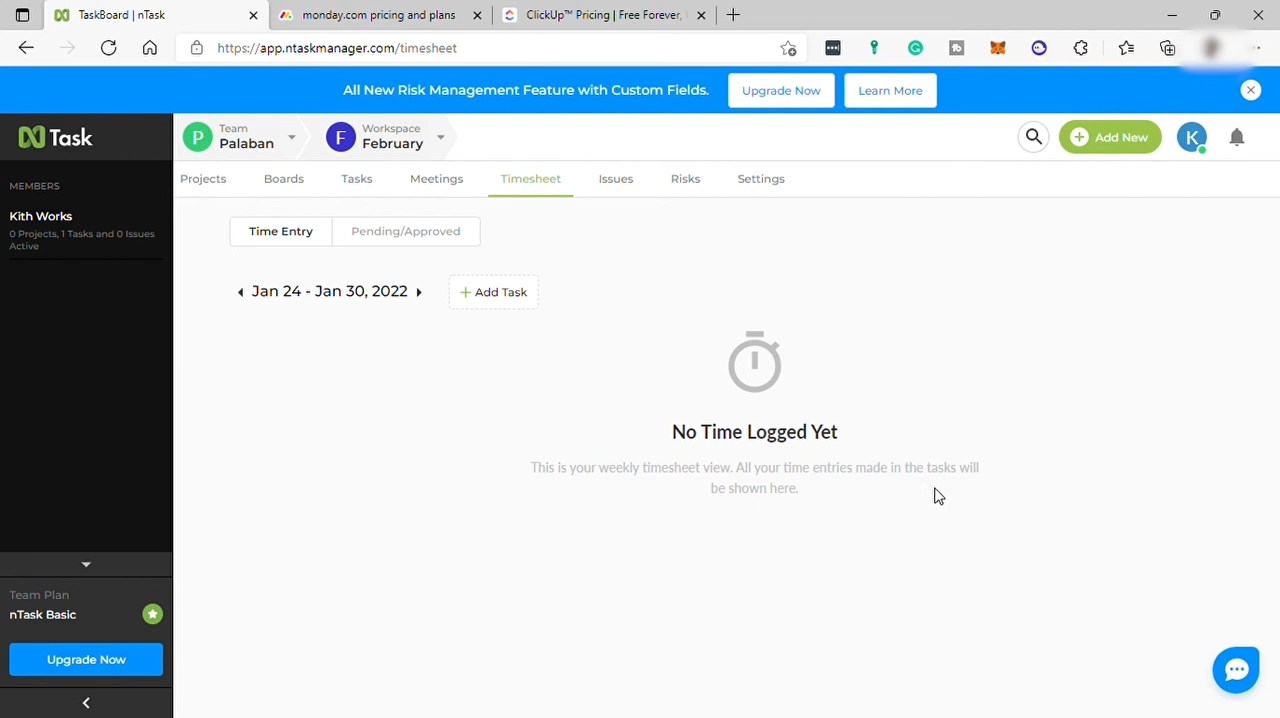 TaskBoard | nTask
monday.com pricing and plans
ClickUp™ Pricing | Free Forever,
https://app.ntaskmanager.com/timesheet
All New Risk Management Feature with Custom Fields.
Upgrade Now
Learn More
Task
P
Team
Palaban
F
Workspace
February
Add New
K
MEMBERS
Kith Works
0 Projects, 1 Tasks and 0 Issues
Active
Projects
Boards
Tasks
Meetings
Timesheet
Issues
Risks
Settings
Time Entry
Pending/Approved
Jan 24 - Jan 30, 2022
+ Add Task
No Time Logged Yet
This is your weekly timesheet view. All your time entries made in the tasks will
be shown here.
Team Plan
nTask Basic
Upgrade Now